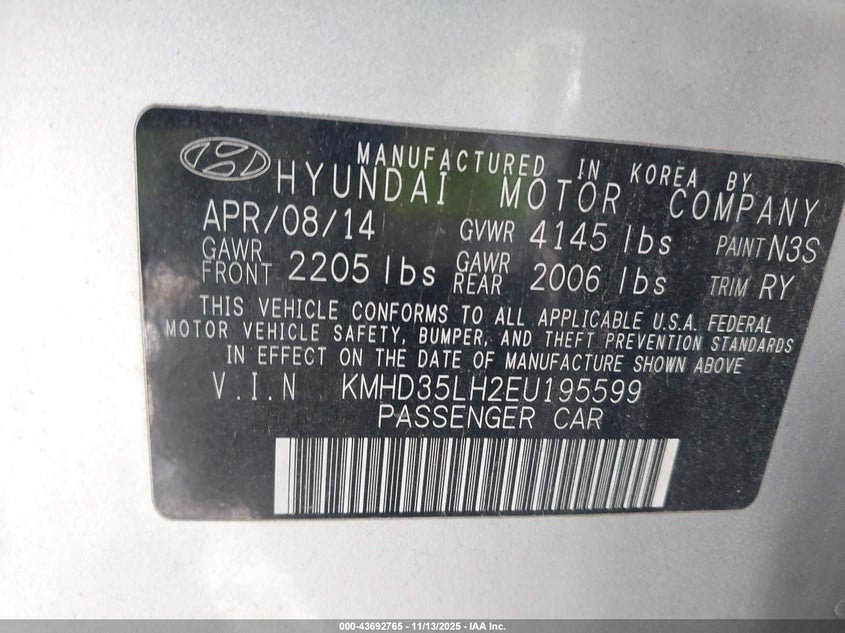 MANUFACTURED IN KOREA BY
HYUNDAI MOTOR COMPANY
APR/08/14 GVWR 4145 lbs PAINT N3S
GAWR FRONT 2205 lbs GAWR REAR 2006 lbs TRIM RY
THIS VEHICLE CONFORMS TO ALL APPLICABLE U.S.A. FEDERAL
MOTOR VEHICLE SAFETY, BUMPER, AND THEFT PREVENTION STANDARDS
IN EFFECT ON THE DATE OF MANUFACTURE SHOWN ABOVE
V.I.N KMHD35LH2EU195599
PASSENGER CAR
000-43692765 - 11/13/2025 - IAA Inc.